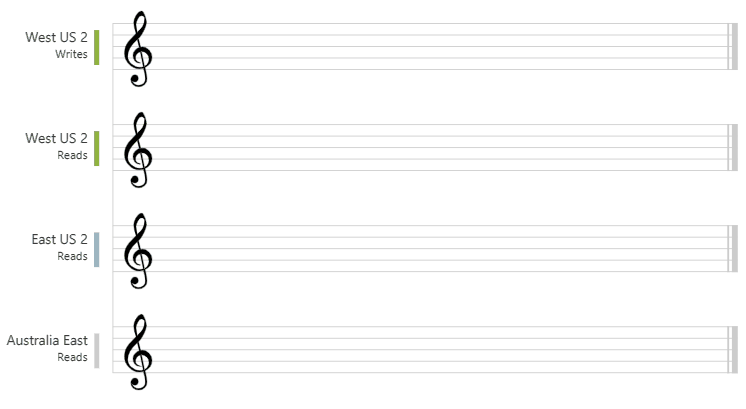 West US 2
Writes
West US 2
Reads
East US 2
Reads
Australia East
Reads